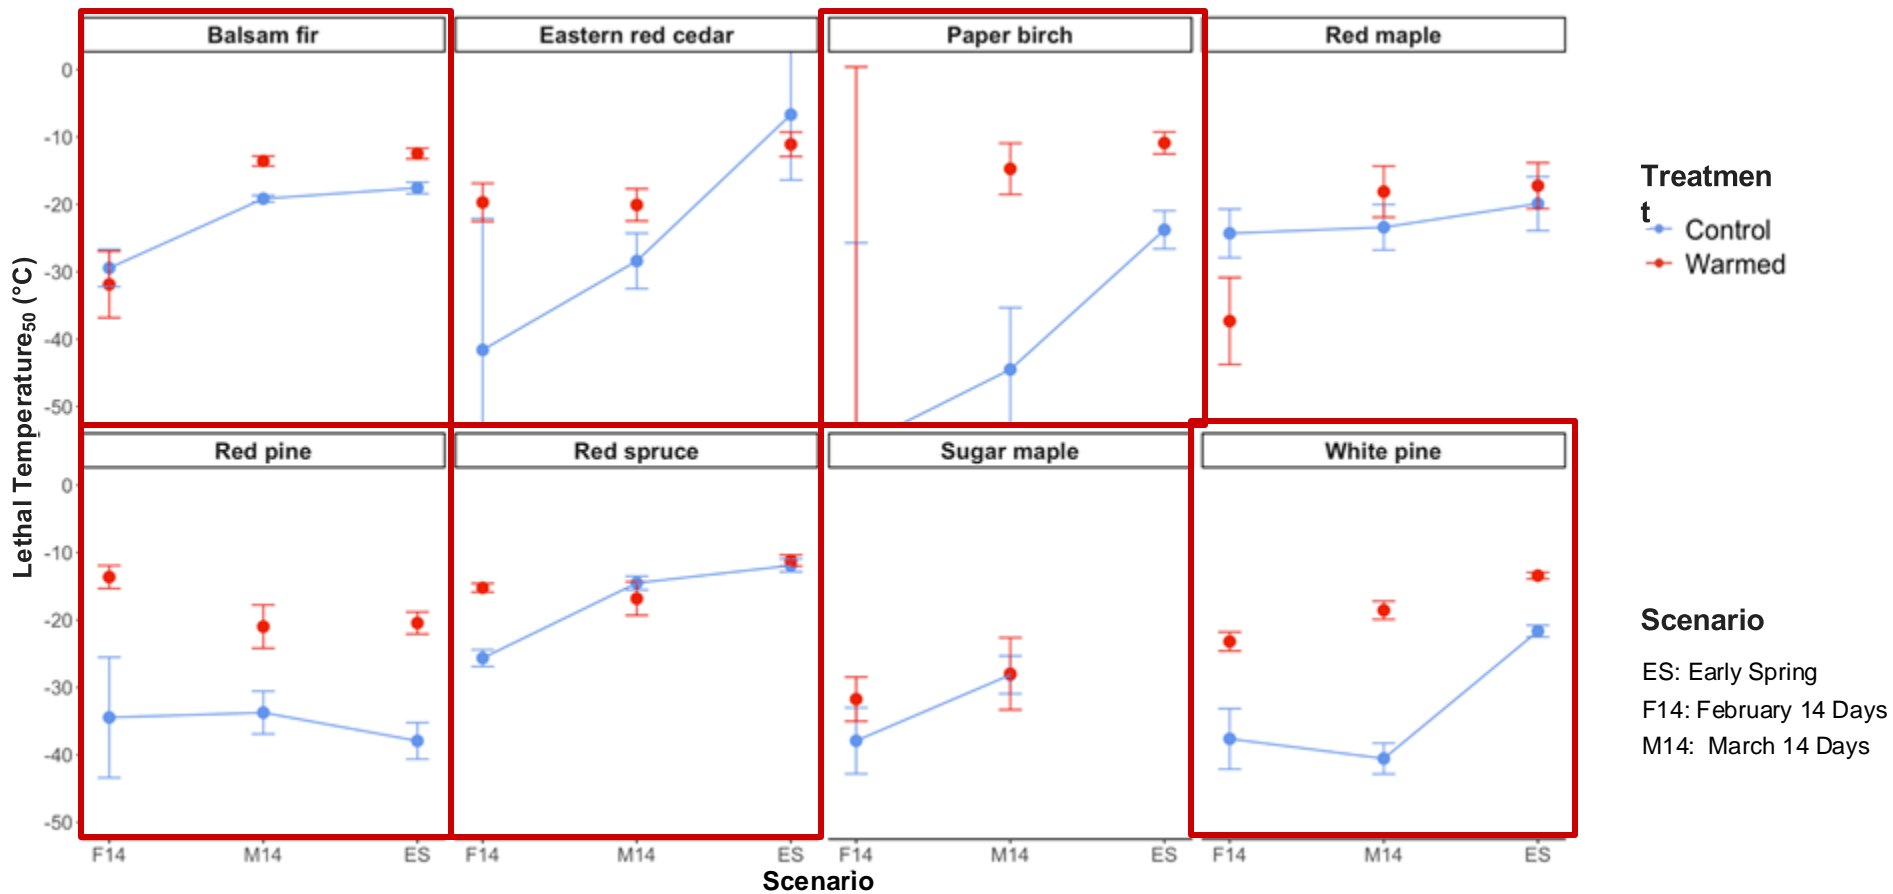 Balsam fir
Eastern red cedar
Paper birch
Red maple
0
-10
-20
-30
-40
-50
Lethal Temperature50 (°C)
Treatmen
t
Control
Warmed
Red pine
Red spruce
Sugar maple
White pine
0
-10
-20
-30
-40
-50
Scenario
ES: Early Spring
F14: February 14 Days
M14: March 14 Days
F14 M14 ES F14 M14 ES F14 M14 ES F14 M14 ES
Scenario